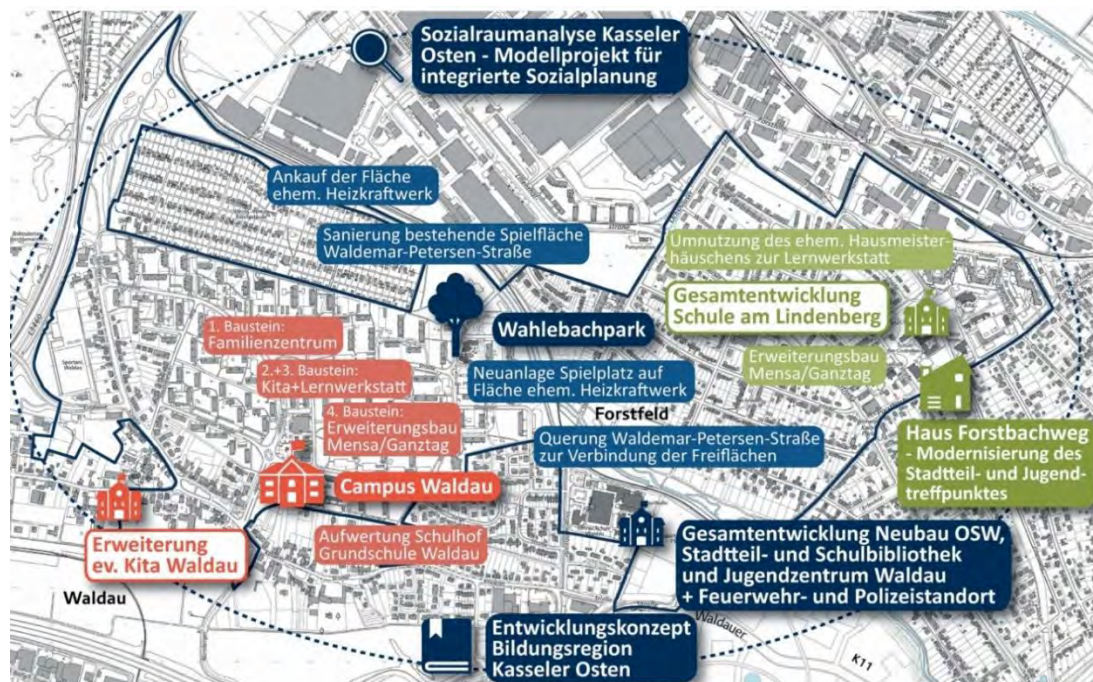 Sozialraumanalyse Kasseler
Osten - Modellprojekt für
integrierte Sozialplanung
Ankauf der Fläche
ehem. Heizkraftwerk
Sanierung bestehende Spielfläche
Waldemar-Petersen-Straße
Umnutzung des ehem. Hausmeister-
häuschens zur Lernwerkstatt
Gesamtentwicklung
Schule am Lindenberg
Wahlebachpark
1. Baustein:
Familienzentrum
Erweiterungsbau
Mensa/Ganztag
2.+3. Baustein:
Kita+Lernwerkstatt
Neuanlage Spielplatz auf
Fläche ehem. Heizkraftwerk
4. Baustein:
Erweiterungsbau
Mensa/Ganztag
Forstfeld
Querung Waldemar-Petersen-Straße
zur Verbindung der Freiflächen
Haus Forstbachweg
- Modernisierung des
Stadtteil- und Jugend-
treffpunktes
Campus Waldau
Aufwertung Schulhof
Grundschule Waldau
Erweiterung
ev. Kita Waldau
Gesamtentwicklung Neubau OSW,
Stadtteil- und Schulbibliothek
und Jugendzentrum Waldau
+ Feuerwehr- und Polizeistandort
Waldau
Waldauer
Entwicklungskonzept
Bildungsregion
Kasseler Osten
K11